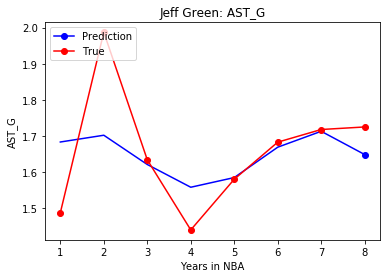 Jeff Green: AST_G
Prediction
True
2.0
1.9
1.8
1.7
1.6
1.5
AST_G
1 2 3 4 5 6 7 8
Years in NBA